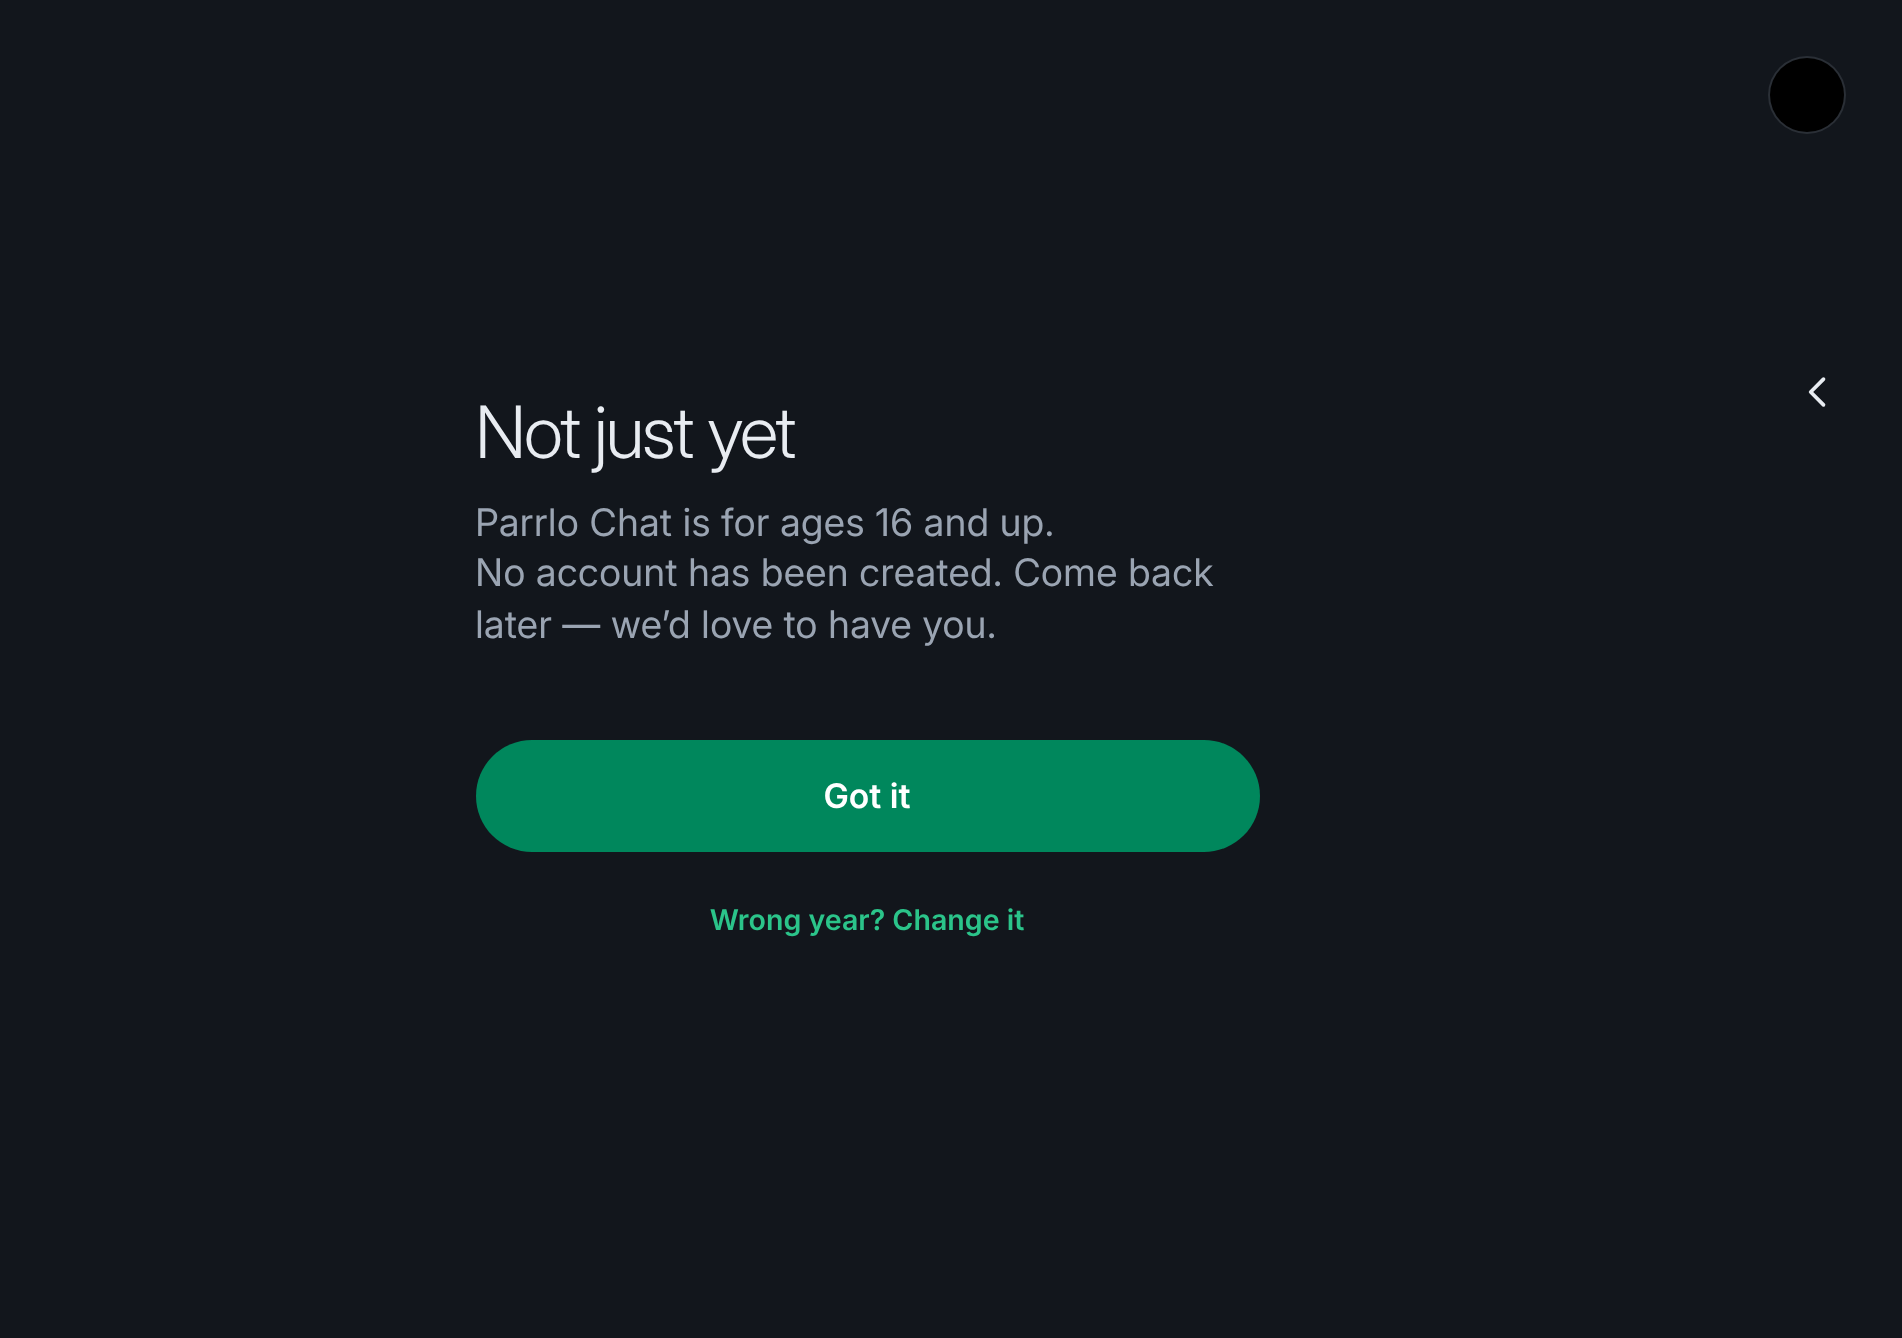 Not just yet
Parrlo Chat is for ages 16 and up.
No account has been created. Come back
later — we’d love to have you.
Got it
Wrong year? Change it